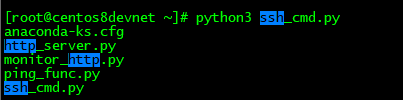 [root@centos8devnet ~]# python3 ssh_cmd.py
anaconda-ks.cfg
http_server.py
monitor_http.py
ping_func.py
ssh_cmd.py